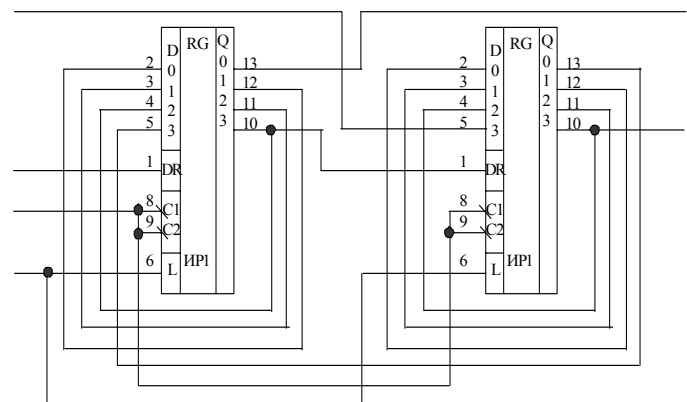 D RG Q
2 0 0 13
3 1 1 12
4 2 2 11
5 3 3 10
1 DR
8 C1
9 C2
6 L ИР1
D RG Q
2 0 0 13
3 1 1 12
4 2 2 11
5 3 3 10
1 DR
8 C1
9 C2
6 L ИР1